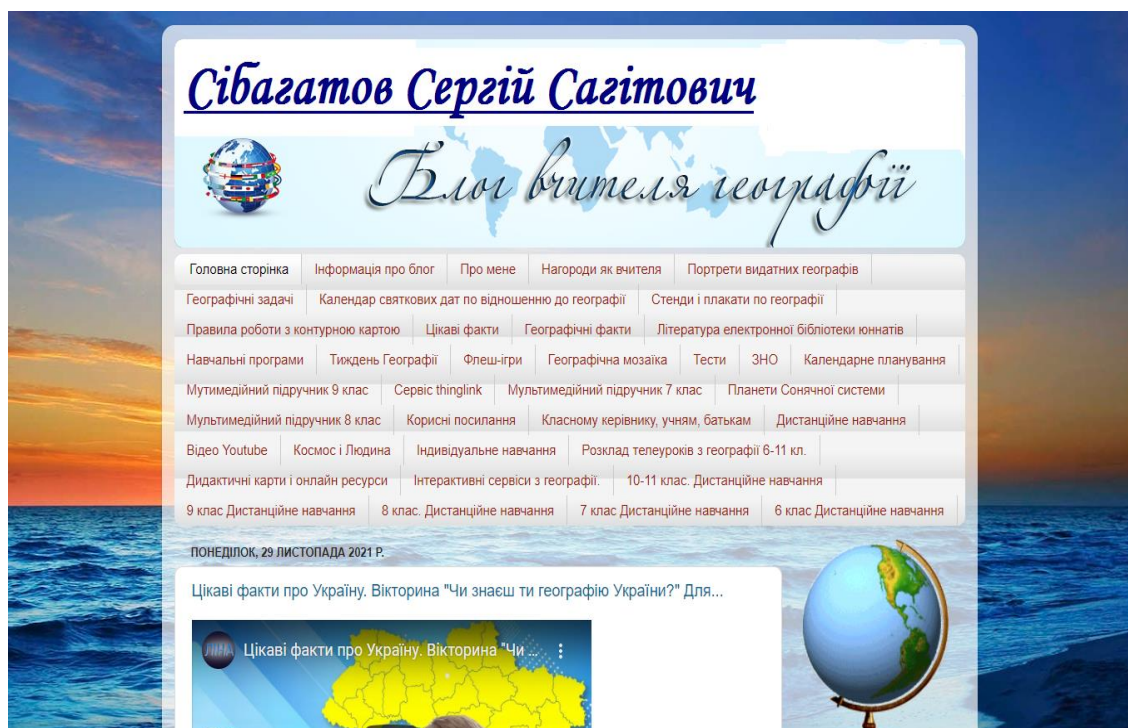 Сібагатов Сергій Сагітович
Блог вчителя географії
Головна сторінка Інформація про блог Про мене Нагороди як вчителя Портрети видатних географів
Географічні задачі Календар святкових дат по відношенню до географії Стенди і плакати по географії
Правила роботи з контурною картою Цікаві факти Географічні факти Література електронної бібліотеки юннатів
Навчальні програми Тиждень Географії Флеш-ігри Географічна мозаїка Тести ЗНО Календарне планування
Мутимедійний підручник 9 клас Сервіс thinglink Мультимедійний підручник 7 клас Планети Сонячної системи
Мультимедійний підручник 8 клас Корисні посилання Класному керівнику, учням, батькам Дистанційне навчання
Відео Youtube Космос і Людина Індивідуальне навчання Розклад телеуроків з географії 6-11 кл.
Дидактичні карти і онлайн ресурси Інтерактивні сервіси з географії. 10-11 клас. Дистанційне навчання
9 клас Дистанційне навчання 8 клас. Дистанційне навчання 7 клас Дистанційне навчання 6 клас Дистанційне навчання
ПОНЕДІЛОК, 29 ЛИСТОПАДА 2021 Р.
Цікаві факти про Україну. Вікторина "Чи знаєш ти географію України?" Для...
ЛІНА Цікаві факти про Україну. Вікторина "Чи ...